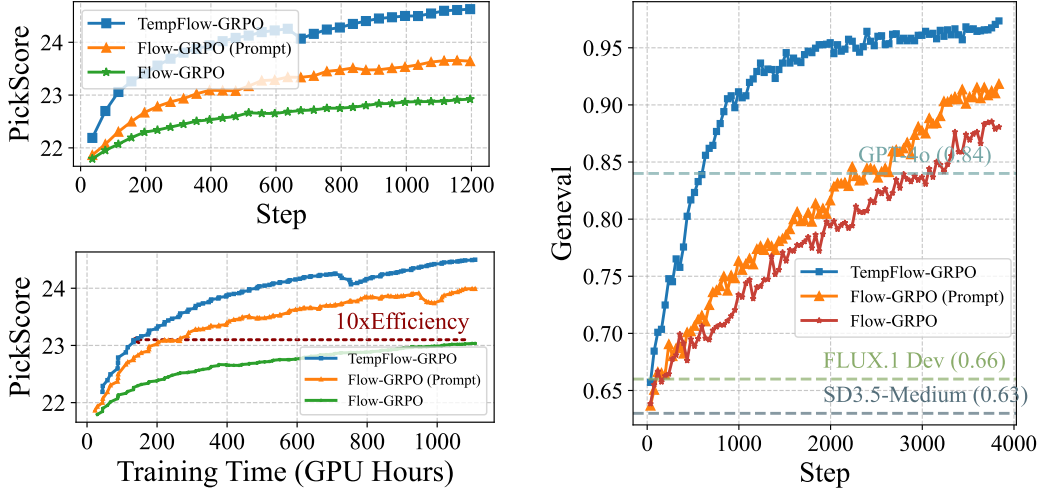 PickScore
24
23
22
TempFlow-GRPO
Flow-GRPO (Prompt)
Flow-GRPO
0
200
400
600
800
1000
1200
Step
PickScore
24
23
22
10xEfficiency
TempFlow-GRPO
Flow-GRPO (Prompt)
Flow-GRPO
0
200
400
600
800
1000
Training Time (GPU Hours)
Geneval
0.95
0.90
0.85
0.80
0.75
0.70
0.65
GPT-4o (0.84)
TempFlow-GRPO
Flow-GRPO (Prompt)
Flow-GRPO
FLUX.1 Dev (0.66)
SD3.5-Medium (0.63)
0
1000
2000
3000
4000
Step